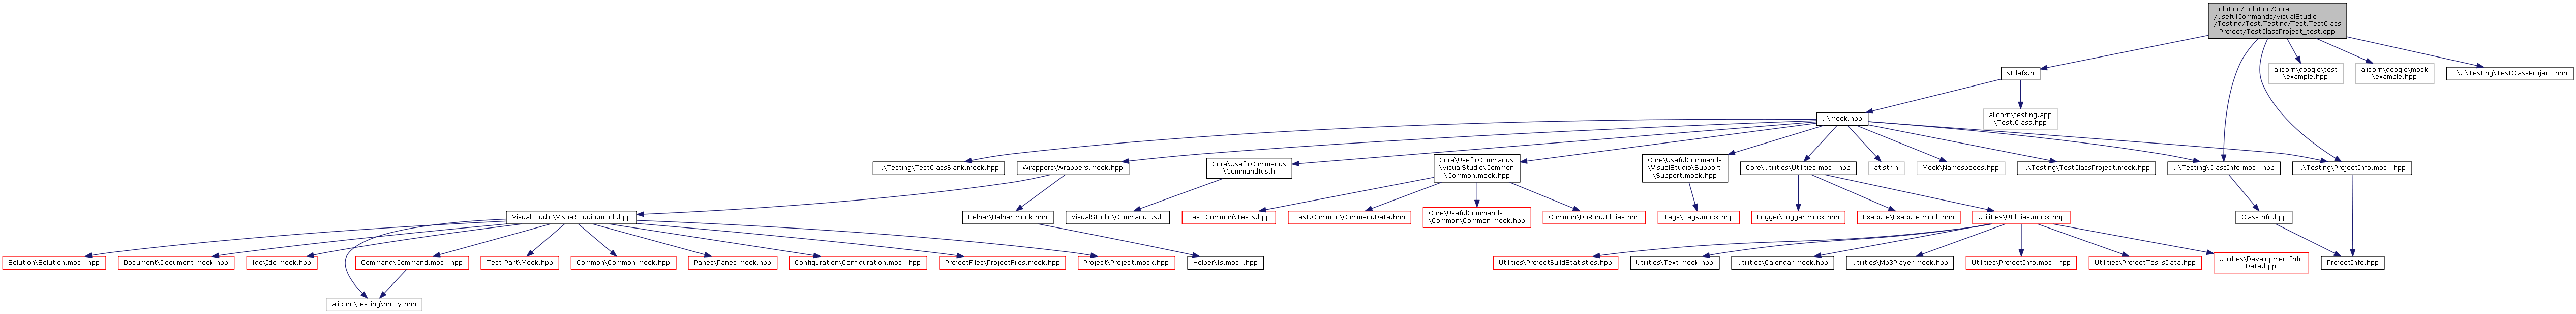 Solution/Solution/Core
/UsefulCommands/VisualStudio
/Testing/Test.Testing/Test.TestClass
Project/TestClassProject_test.cpp
stdafx.h
alicorn\google\test
\example.hpp
alicorn\google\mock
\example.hpp
..\..\Testing\TestClassProject.hpp
..\mock.hpp
alicorn\testing.app
\Test.Class.hpp
..\Testing\TestClassBlank.mock.hpp
Wrappers\Wrappers.mock.hpp
Core\UsefulCommands
\CommandIds.h
Core\UsefulCommands
\VisualStudio\Common
\Common.mock.hpp
Core\UsefulCommands
\VisualStudio\Support
\Support.mock.hpp
Core\Utilities\Utilities.mock.hpp
atlstr.h
Mock\Namespaces.hpp
..\Testing\TestClassProject.mock.hpp
..\Testing\ClassInfo.mock.hpp
..\Testing\ProjectInfo.mock.hpp
VisualStudio\VisualStudio.mock.hpp
Helper\Helper.mock.hpp
VisualStudio\CommandIds.h
Test.Common\Tests.hpp
Test.Common\CommandData.hpp
Core\UsefulCommands
\Common\Common.mock.hpp
Common\DoRunUtilities.hpp
Tags\Tags.mock.hpp
Logger\Logger.mock.hpp
Execute\Execute.mock.hpp
Utilities\Utilities.mock.hpp
ClassInfo.hpp
Solution\Solution.mock.hpp
Document\Document.mock.hpp
Ide\Ide.mock.hpp
Command\Command.mock.hpp
Test.Part\Mock.hpp
Common\Common.mock.hpp
Panes\Panes.mock.hpp
Configuration\Configuration.mock.hpp
ProjectFiles\ProjectFiles.mock.hpp
Project\Project.mock.hpp
Helper\Is.mock.hpp
Utilities\ProjectBuildStatistics.hpp
Utilities\Text.mock.hpp
Utilities\Calendar.mock.hpp
Utilities\Mp3Player.mock.hpp
Utilities\ProjectInfo.mock.hpp
Utilities\ProjectTasksData.hpp
Utilities\DevelopmentInfo
Data.hpp
ProjectInfo.hpp
alicorn\testing\proxy.hpp